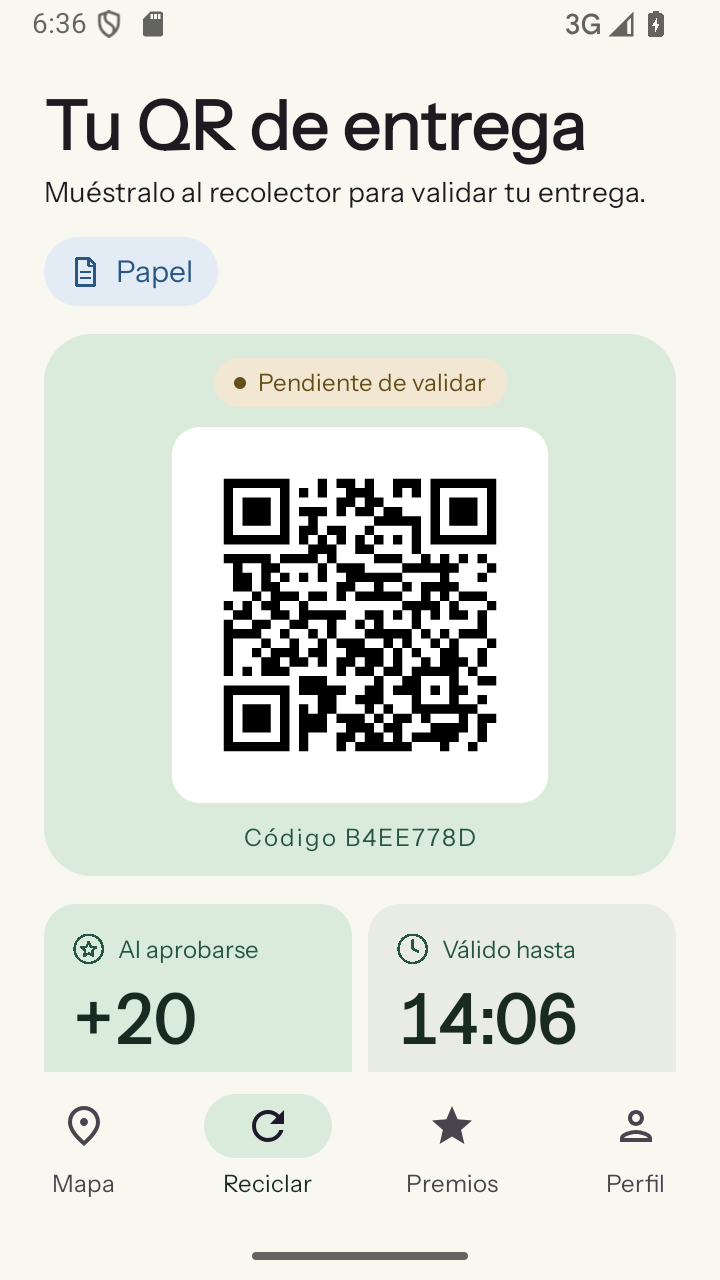 6:36
3G
Tu QR de entrega
Muéstralo al recolector para validar tu entrega.
Papel
Pendiente de validar
Código B4EE778D
Al aprobarse
+20
Válido hasta
14:06
Mapa
Reciclar
Premios
Perfil